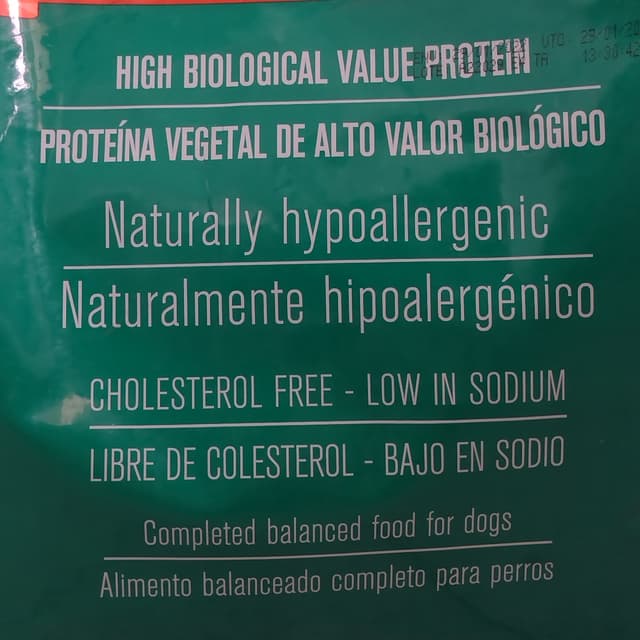 HIGH BIOLOGICAL VALUE PROTEIN
PROTEÍNA VEGETAL DE ALTO VALOR BIOLÓGICO
Naturally hypoallergenic
Naturalmente hipoalergénico
CHOLESTEROL FREE - LOW IN SODIUM
LIBRE DE COLESTEROL - BAJO EN SODIO
Completed balanced food for dogs
Alimento balanceado completo para perros